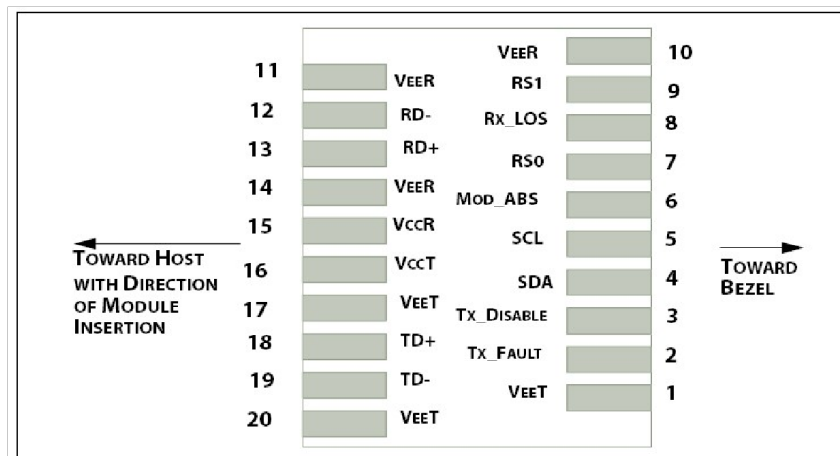 11 VEER
12 RD-
13 RD+
14 VEER
15 VCCR
16 VCCT
17 VEET
18 TD+
19 TD-
20 VEET
VEER 10
RS1 9
RX_LOS 8
RS0 7
MOD_ABS 6
SCL 5
SDA 4
TX_DISABLE 3
TX_FAULT 2
VEET 1
TOWARD HOST
WITH DIRECTION
OF MODULE
INSERTION
TOWARD
BEZEL